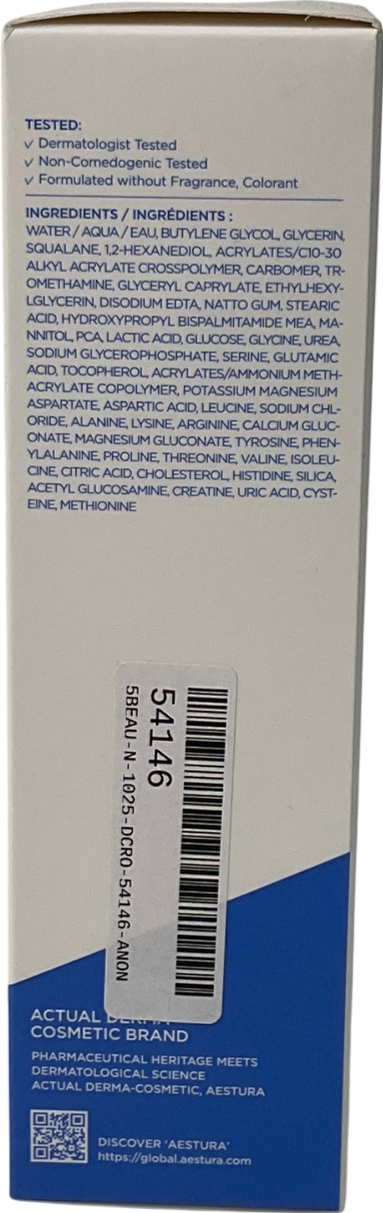 TESTED:
✓ Dermatologist Tested
✓ Non-Comedogenic Tested
✓ Formulated without Fragrance, Colorant
INGREDIENTS / INGRÉDIENTS :
WATER / AQUA / EAU, BUTYLENE GLYCOL, GLYCERIN,
SQUALANE, 1,2-HEXANEDIOL, ACRYLATES/C10-30
ALKYL ACRYLATE CROSSPOLYMER, CARBOMER, TR-
OMETHAMINE, GLYCERYL CAPRYLATE, ETHYLHEXY-
LGLYCERIN, DISODIUM EDTA, NATTO GUM, STEARIC
ACID, HYDROXYPROPYL BISPALMITAMIDE MEA, MA-
NNITOL, PCA, LACTIC ACID, GLUCOSE, GLYCINE, UREA,
SODIUM GLYCEROPHOSPHATE, SERINE, GLUTAMIC
ACID, TOCOPHEROL, ACRYLATES/AMMONIUM METH-
ACRYLATE COPOLYMER, POTASSIUM MAGNESIUM
ASPARTATE, ASPARTIC ACID, LEUCINE, SODIUM CHL-
ORIDE, ALANINE, LYSINE, ARGININE, CALCIUM GLUC-
ONATE, MAGNESIUM GLUCONATE, TYROSINE, PHEN-
YLALANINE, PROLINE, THREONINE, VALINE, ISOLEU-
CINE, CITRIC ACID, CHOLESTEROL, HISTIDINE, SILICA,
ACETYL GLUCOSAMINE, CREATINE, URIC ACID, CYST-
EINE, METHIONINE
54146
5BEAU-N-1025-DCRO-54146-ANON
ACTUAL DERMA
COSMETIC BRAND
PHARMACEUTICAL HERITAGE MEETS
DERMATOLOGICAL SCIENCE
ACTUAL DERMA-COSMETIC, AESTURA
DISCOVER 'AESTURA'
https://global.aestura.com